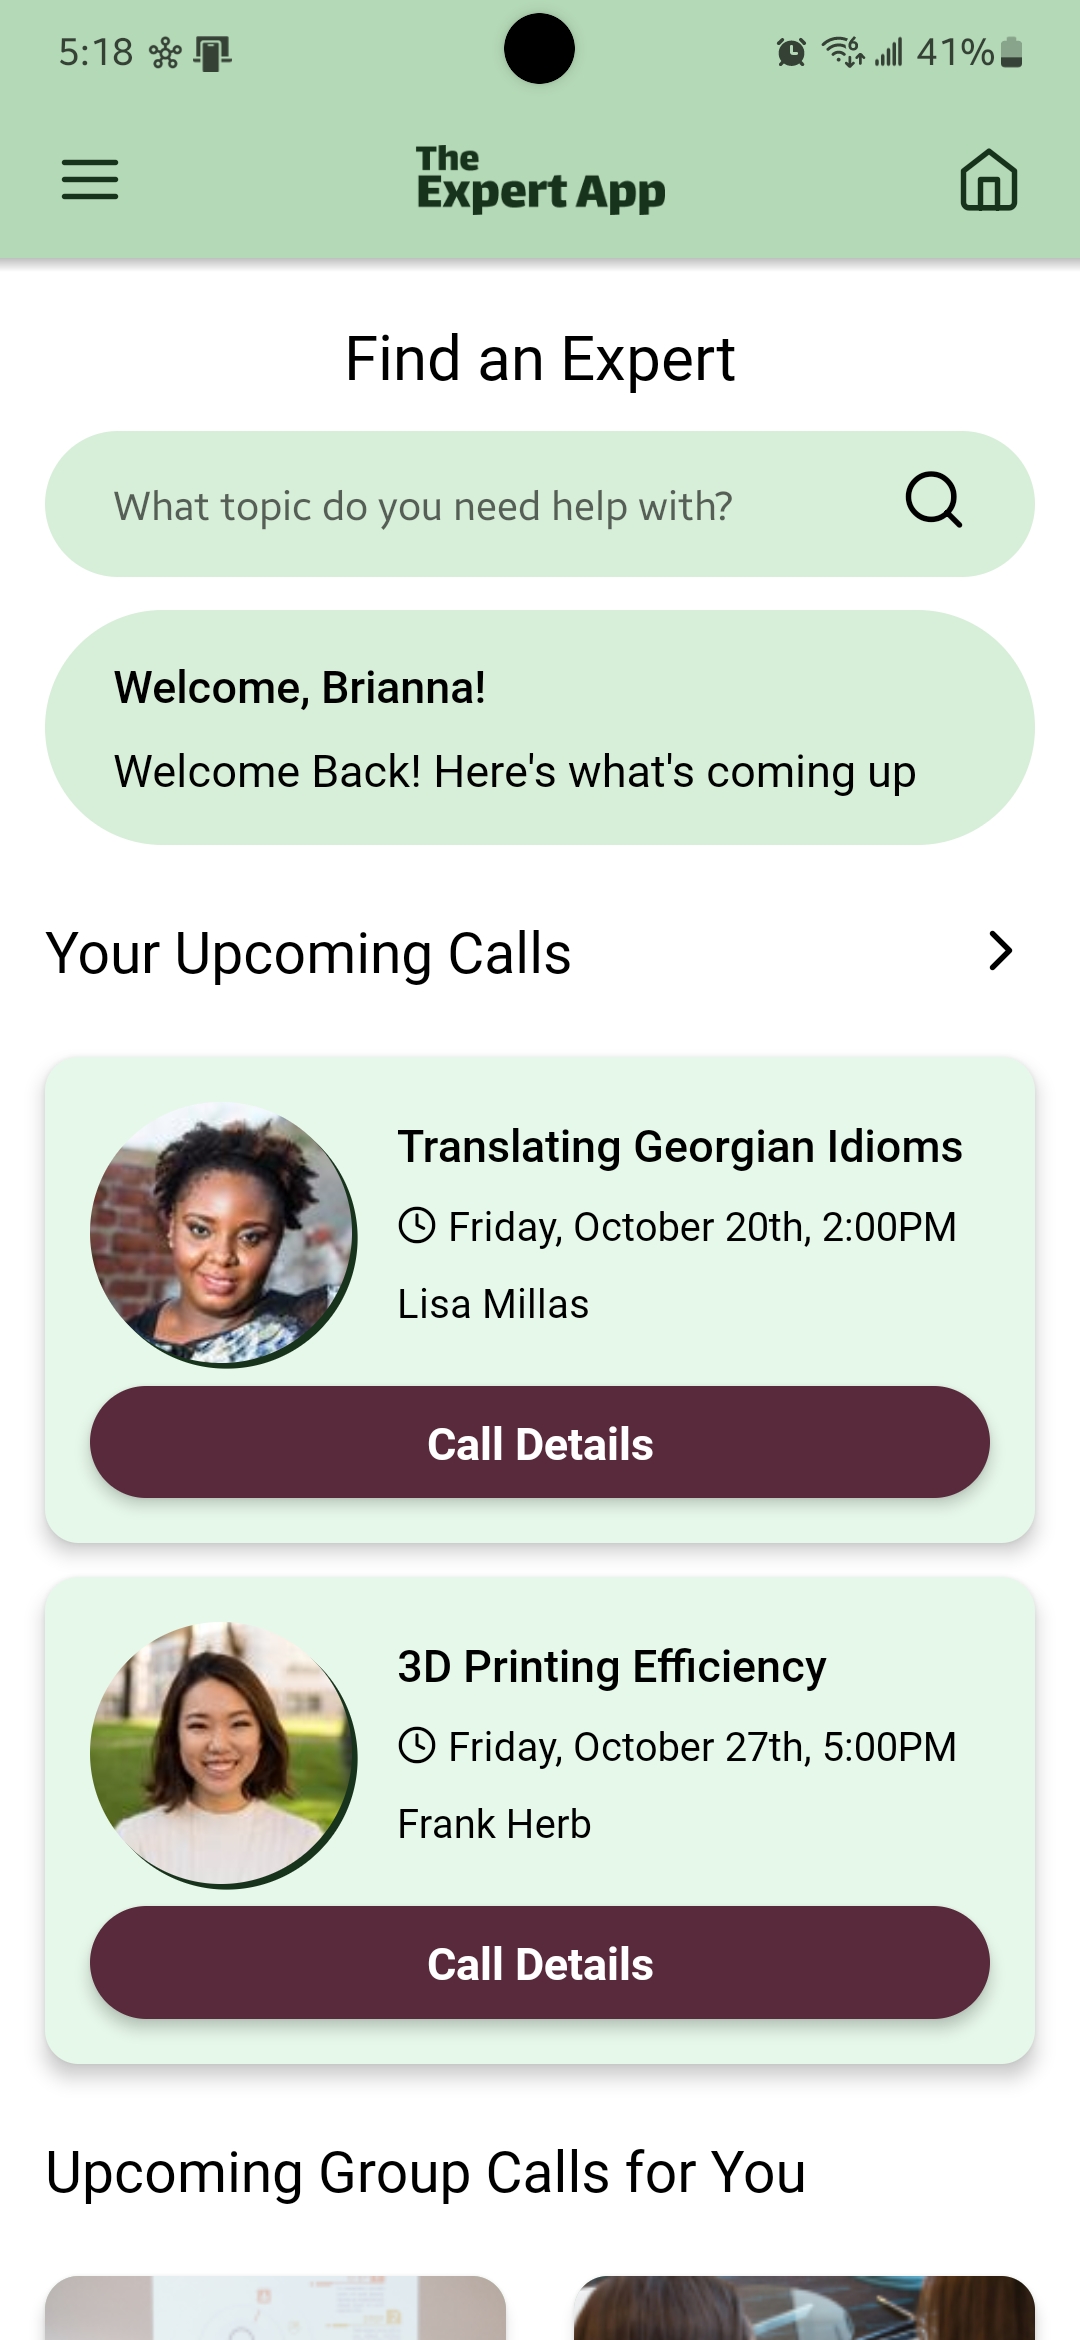 5:18 41%
The
Expert App
Find an Expert
What topic do you need help with?
Welcome, Brianna!
Welcome Back! Here's what's coming up
Your Upcoming Calls
Translating Georgian Idioms
Friday, October 20th, 2:00PM
Lisa Millas
Call Details
3D Printing Efficiency
Friday, October 27th, 5:00PM
Frank Herb
Call Details
Upcoming Group Calls for You